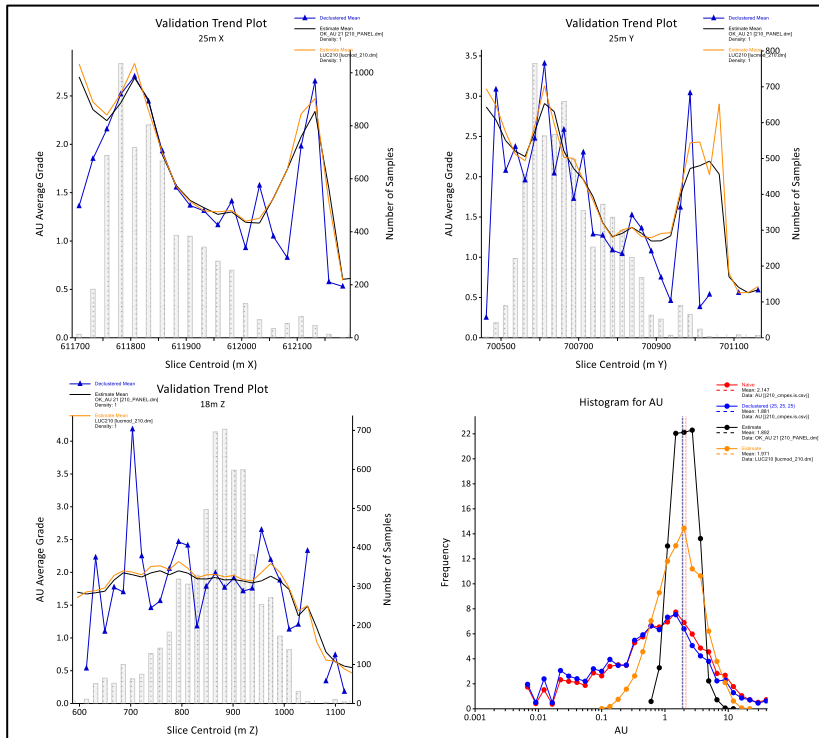 Validation Trend Plot
25m X
Declustered Mean
Estimate Mean
OK_AU 21 [210_PANEL.dm]
Density: 1
Estimate Mean
LUC210 [lucmod_210.dm]
Density: 1
AU Average Grade
Number of Samples
2.5
2.0
1.5
1.0
0.5
0.0
1000
800
600
400
200
0
611700 611800 611900 612000 612100
Slice Centroid (m X)
Validation Trend Plot
25m Y
Declustered Mean
Estimate Mean
OK_AU 21 [210_PANEL.dm]
Density: 1
Estimate Mean
LUC210 [lucmod_210.dm]
Density: 1
AU Average Grade
Number of Samples
3.5
3.0
2.5
2.0
1.5
1.0
0.5
0.0
800
700
600
500
400
300
200
100
0
700500 700700 700900 701100
Slice Centroid (m Y)
Declustered Mean
Estimate Mean
OK_AU 21 [210_PANEL.dm]
Density: 1
Estimate Mean
LUC210 [lucmod_210.dm]
Density: 1
Validation Trend Plot
18m Z
AU Average Grade
Number of Samples
4.0
3.5
3.0
2.5
2.0
1.5
1.0
0.5
0.0
700
600
500
400
300
200
100
0
600 700 800 900 1000 1100
Slice Centroid (m Z)
Histogram for AU
Naive
Mean: 2.147
Data: AU [210_cmpex.is.csv]
Declustered (25, 25, 25)
Mean: 1.881
Data: AU [210_cmpex.is.csv]
Estimate
Mean: 1.892
Data: OK_AU 21 [210_PANEL.dm]
Estimate
Mean: 1.971
Data: LUC210 [lucmod_210.dm]
Frequency
22
20
18
16
14
12
10
8
6
4
2
0
0.001 0.01 0.1 1 10
AU